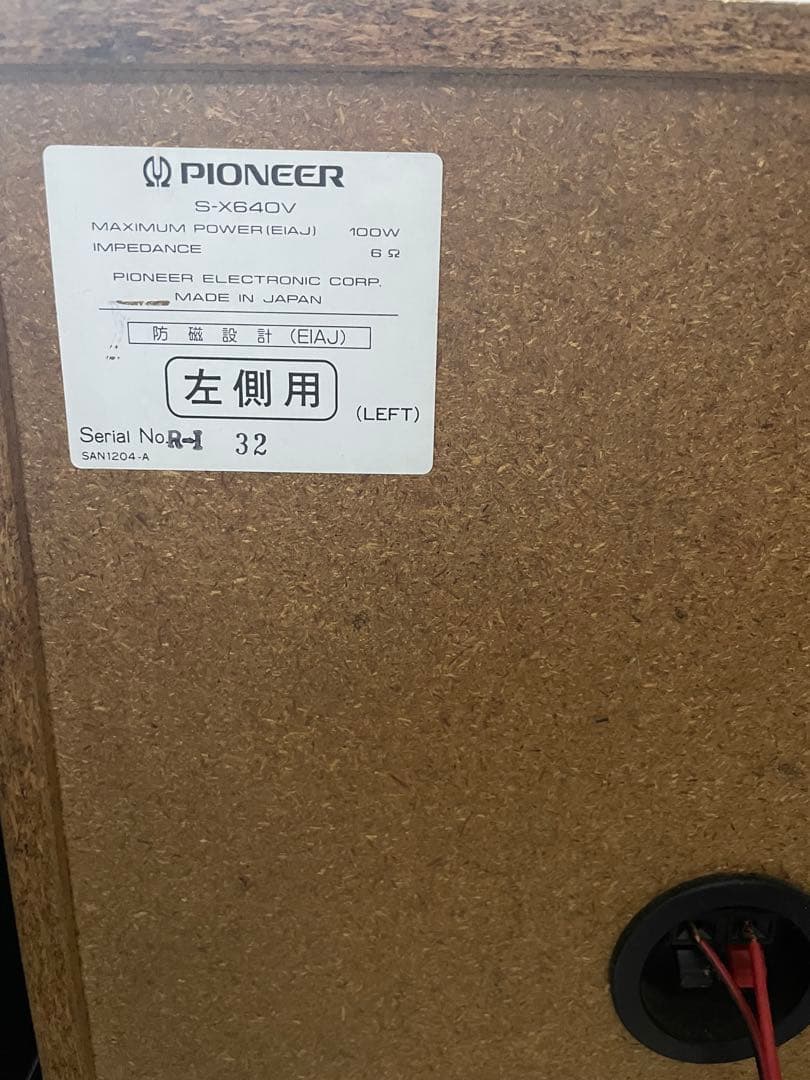 PIONEER
S-X640V
MAXIMUM POWER(EIAJ) 100W
IMPEDANCE 6 Ω
PIONEER ELECTRONIC CORP.
MADE IN JAPAN
防磁設計(EIAJ)
左側用
(LEFT)
Serial No. R-I 32
SAN1204-A